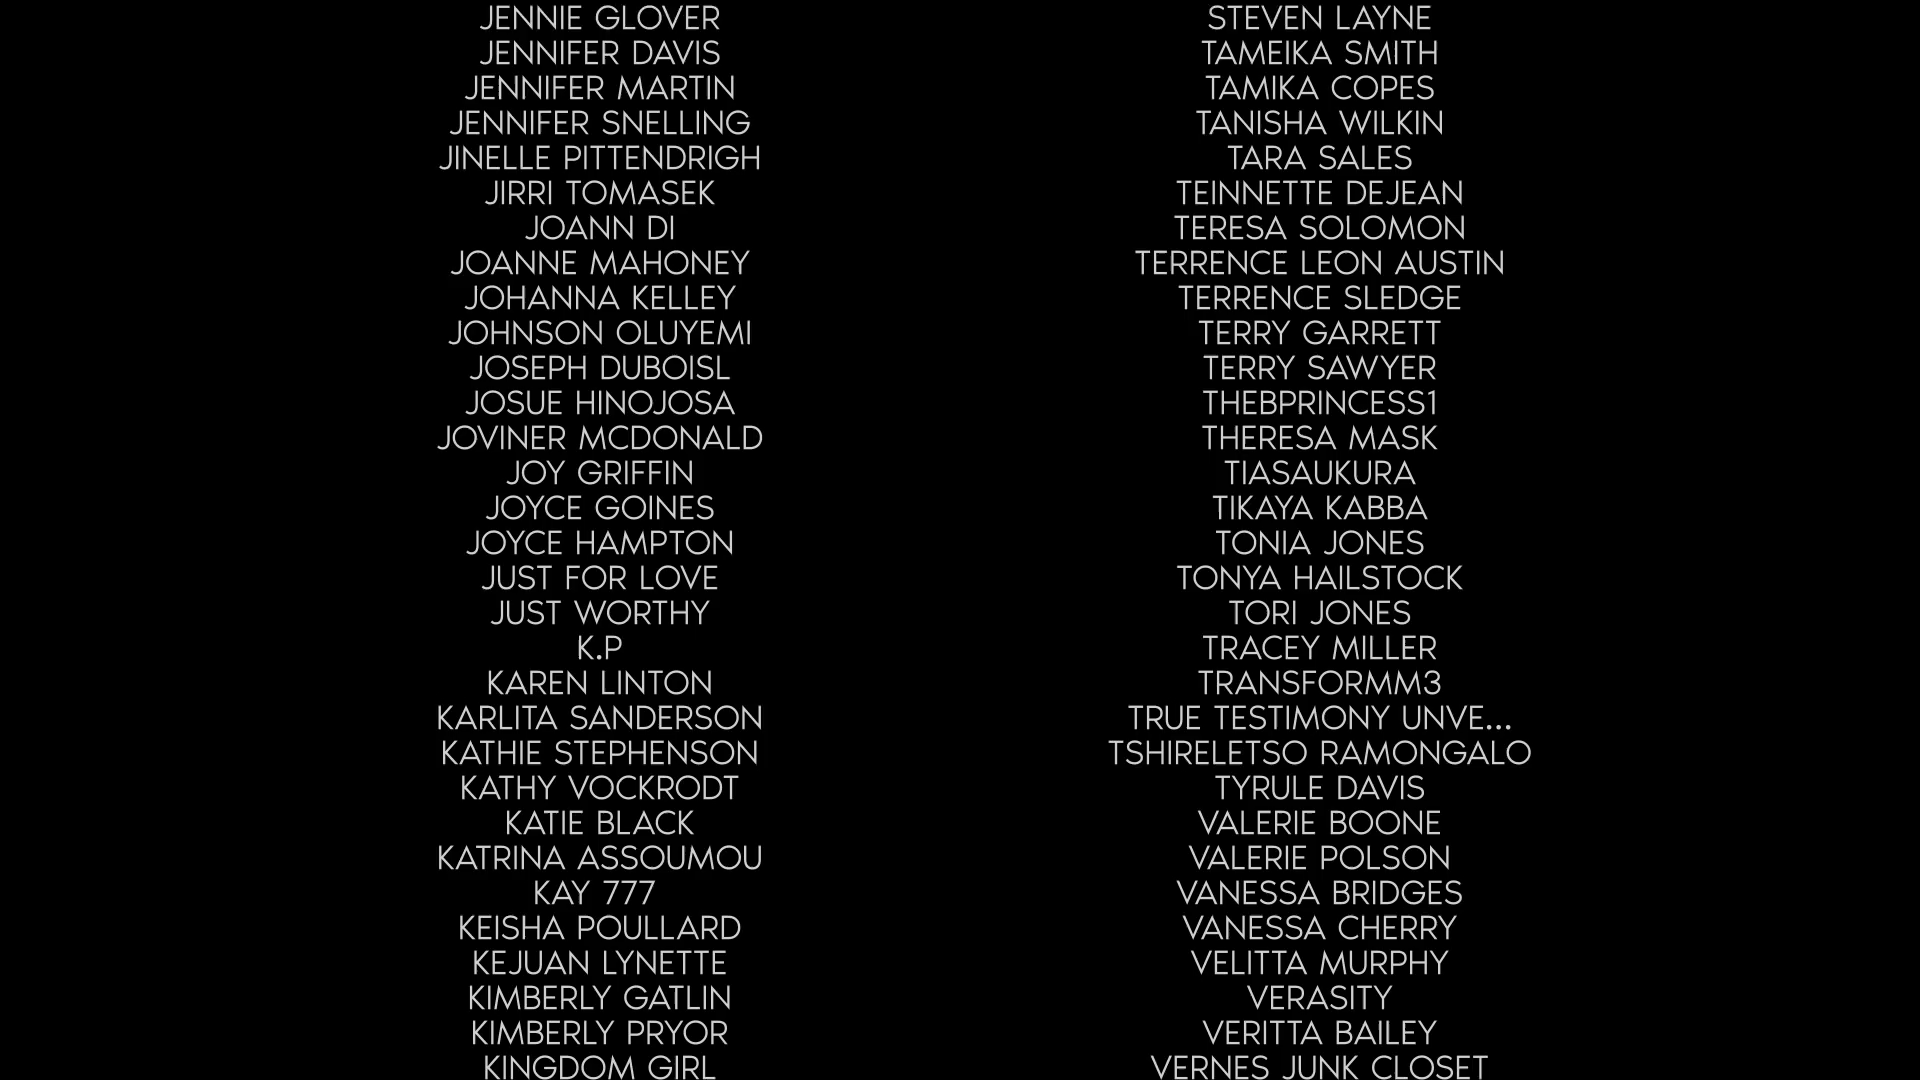 JENNIE GLOVER
JENNIFER DAVIS
JENNIFER MARTIN
JENNIFER SNELLING
JINELLE PITTENDRIGH
JIRRI TOMASEK
JOANN DI
JOANNE MAHONEY
JOHANNA KELLEY
JOHNSON OLUYEMI
JOSEPH DUBOISL
JOSUE HINOJOSA
JOVINER MCDONALD
JOY GRIFFIN
JOYCE GOINES
JOYCE HAMPTON
JUST FOR LOVE
JUST WORTHY
K.P
KAREN LINTON
KARLITA SANDERSON
KATHIE STEPHENSON
KATHY VOCKRODT
KATIE BLACK
KATRINA ASSOUMOU
KAY 777
KEISHA POULLARD
KEJUAN LYNETTE
KIMBERLY GATLIN
KIMBERLY PRYOR
KINGDOM GIRL
STEVEN LAYNE
TAMEIKA SMITH
TAMIKA COPES
TANISHA WILKIN
TARA SALES
TEINNETTE DEJEAN
TERESA SOLOMON
TERRENCE LEON AUSTIN
TERRENCE SLEDGE
TERRY GARRETT
TERRY SAWYER
THEBPRINCESS1
THERESA MASK
TIASAUKURA
TIKAYA KABBA
TONIA JONES
TONYA HAILSTOCK
TORI JONES
TRACEY MILLER
TRANSFORMM3
TRUE TESTIMONY UNVE...
TSHIRELETSO RAMONGALO
TYRULE DAVIS
VALERIE BOONE
VALERIE POLSON
VANESSA BRIDGES
VANESSA CHERRY
VELITTA MURPHY
VERASITY
VERITTA BAILEY
VERNES JUNK CLOSET